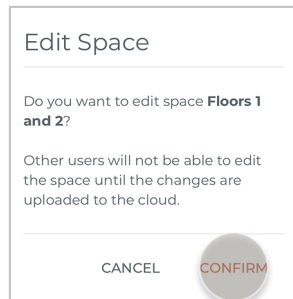 Edit Space
Do you want to edit space Floors 1
and 2?
Other users will not be able to edit
the space until the changes are
uploaded to the cloud.
CANCEL CONFIRM